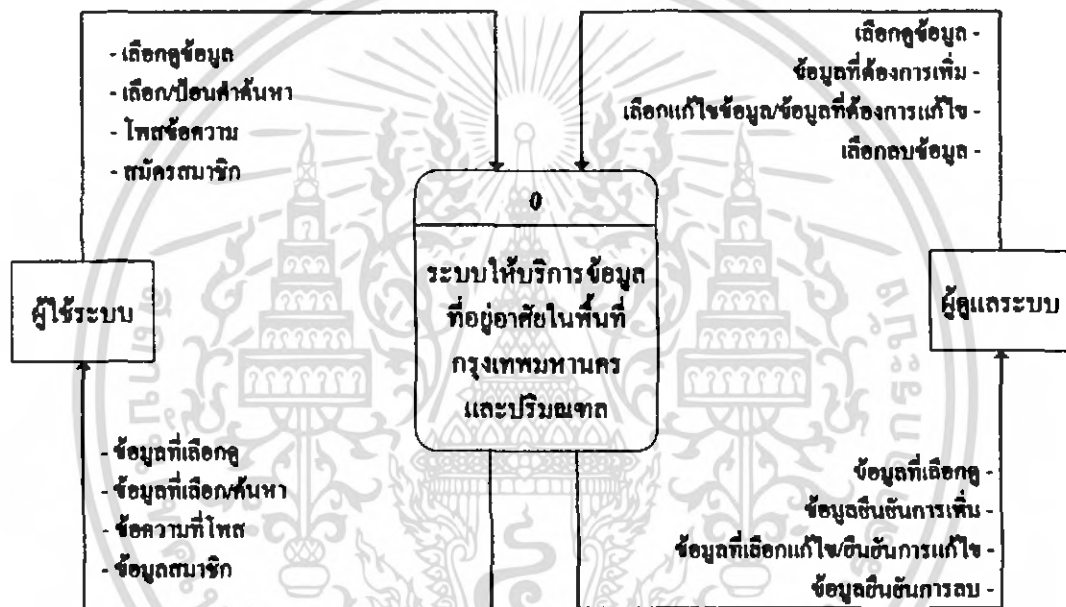 - เลือกดูข้อมูล
- เลือก/ป้อนคำค้นหา
- โพสข้อความ
- สมัครสมาชิก
เลือกดูข้อมูล -
ข้อมูลที่ต้องการเพิ่ม -
เลือกแก้ไขข้อมูล/ข้อมูลที่ต้องการแก้ไข -
เลือกลบข้อมูล -
0
ระบบให้บริการข้อมูล
ที่อยู่อาศัยในพื้นที่
กรุงเทพมหานคร
และปริมณฑล
ผู้ใช้ระบบ
ผู้ดูแลระบบ
- ข้อมูลที่เลือกดู
- ข้อมูลที่เลือก/ค้นหา
- ข้อความที่โพส
- ข้อมูลสมาชิก
ข้อมูลที่เลือกดู -
ข้อมูลยืนยันการเพิ่ม -
ข้อมูลที่เลือกแก้ไข/ยืนยันการแก้ไข -
ข้อมูลยืนยันการลบ -